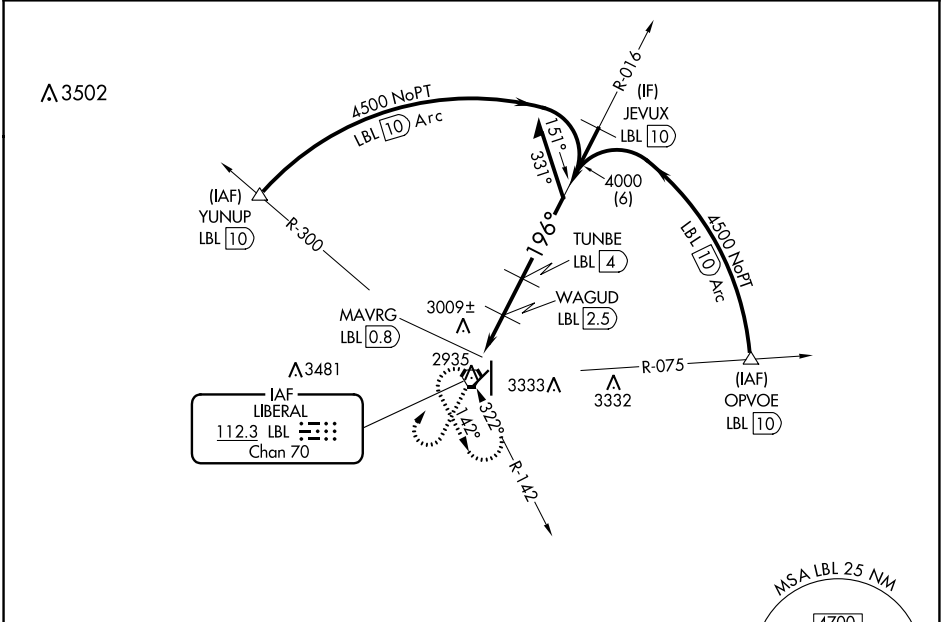 3502
R-016
(IF)
JEVUX
LBL 10
4500 NoPT
LBL 10 Arc
151°
331°
4000
(6)
(IAF)
YUNUP
LBL 10
R-300
196°
TUNBE
LBL 4
4500 NoPT
LBL 10 Arc
MAVRG
LBL 0.8
3009±
WAGUD
LBL 2.5
3481
2935
3333
3332
R-075
(IAF)
OPVOE
LBL 10
IAF
LIBERAL
112.3 LBL
Chan 70
142°
322°
R-142
MSA LBL 25 NM
4700